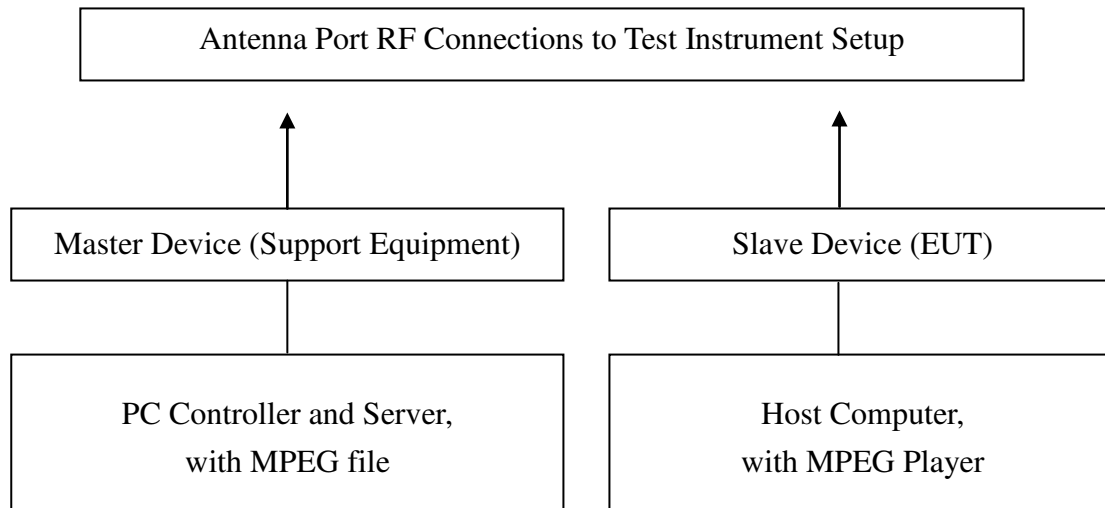 Antenna Port RF Connections to Test Instrument Setup
Master Device (Support Equipment)
Slave Device (EUT)
PC Controller and Server,
with MPEG file
Host Computer,
with MPEG Player